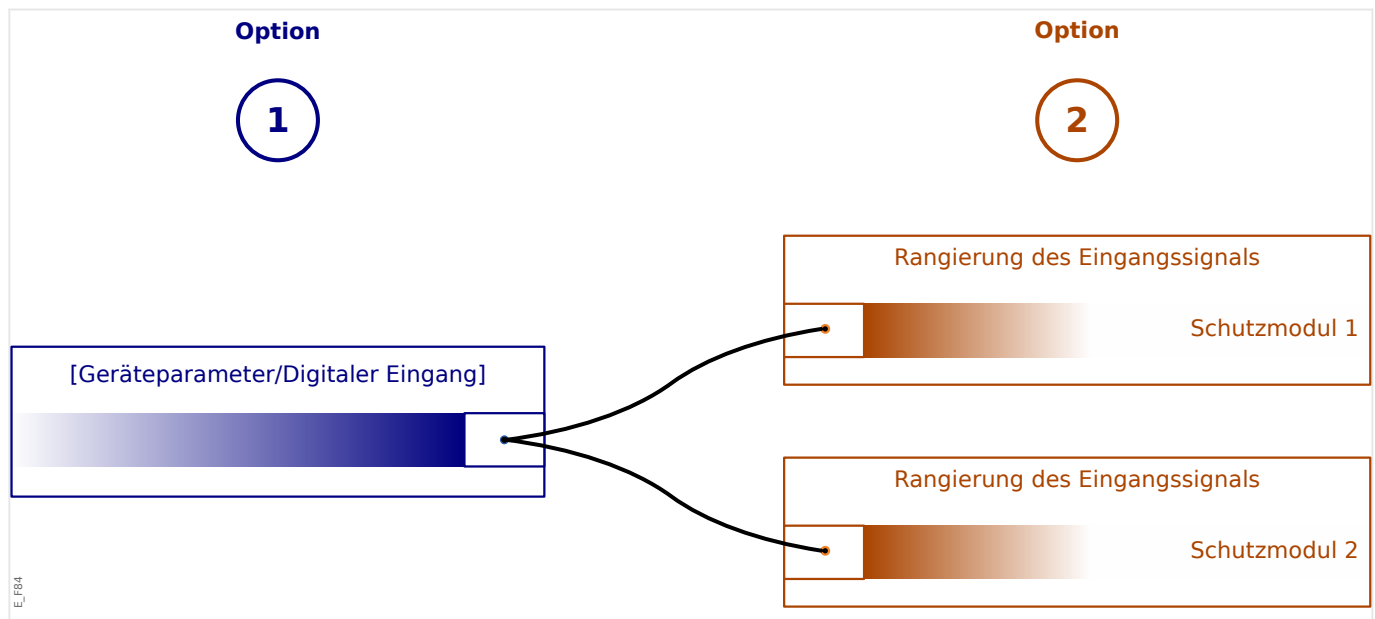 Option
1
Option
2
[Geräteparameter/Digitaler Eingang]
Rangierung des Eingangssignals
Schutzmodul 1
Rangierung des Eingangssignals
Schutzmodul 2
E_F84